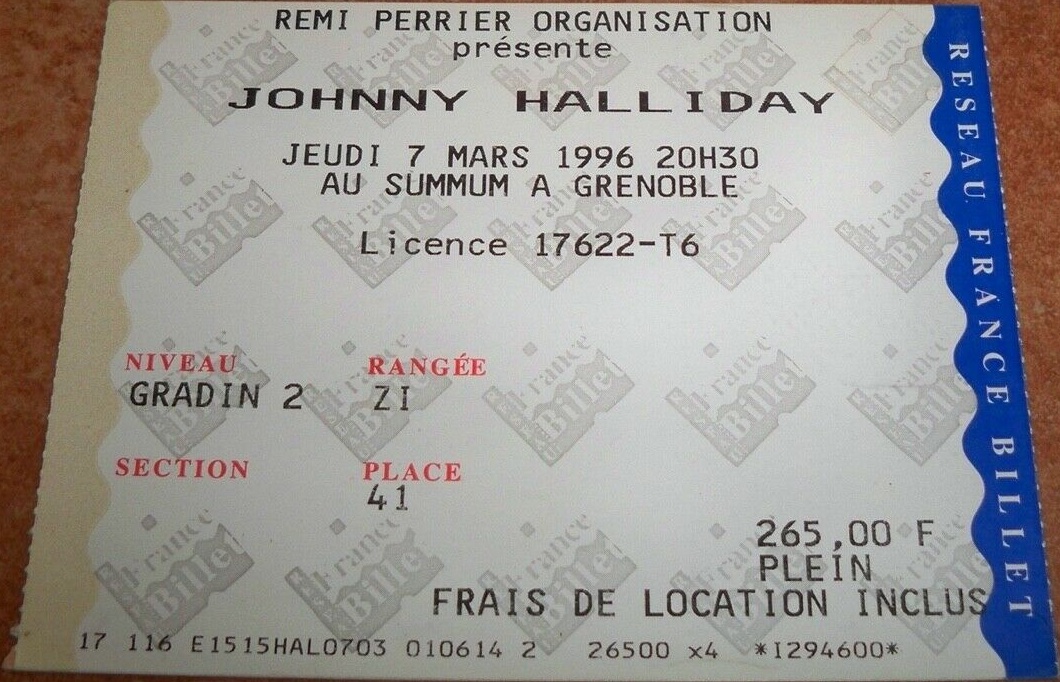 REMI PERRIER ORGANISATION
présente
JOHNNY HALLIDAY
JEUDI 7 MARS 1996 20H30
AU SUMMUM A GRENOBLE
Licence 17622-T6
NIVEAU RANGÉE
GRADIN 2 ZI
SECTION PLACE
41
265,00 F
PLEIN
FRAIS DE LOCATION INCLUS
17 116 E1515HAL0703 010614 2 26500 x4 *I294600*
RESEAU FRANCE BILLET
France
Billet